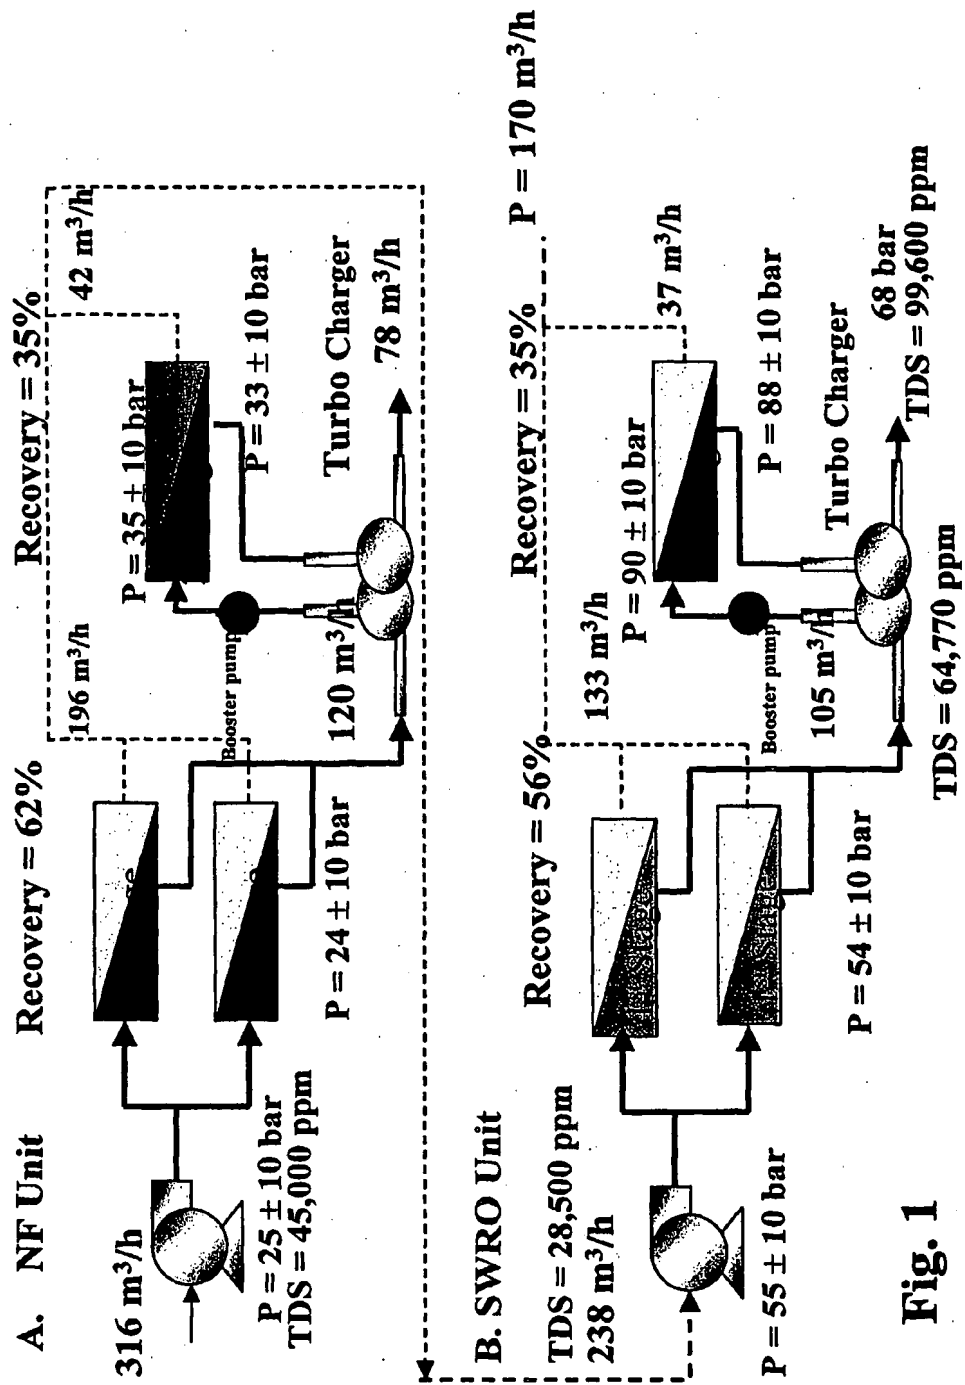 A. NF Unit
Recovery = 62%
Recovery = 35%
316 m³/h
196 m³/h
42 m³/h
P = 35 ± 10 bar
P = 33 ± 10 bar
P = 25 ± 10 bar
TDS = 45,000 ppm
Booster pump
P = 24 ± 10 bar
120 m³/h
Turbo Charger
78 m³/h
B. SWRO Unit
Recovery = 56%
Recovery = 35%
P = 170 m³/h
TDS = 28,500 ppm
238 m³/h
133 m³/h
P = 90 ± 10 bar
37 m³/h
P = 88 ± 10 bar
P = 55 ± 10 bar
Booster pump
P = 54 ± 10 bar
105 m³/h
Turbo Charger
68 bar
TDS = 99,600 ppm
TDS = 64,770 ppm
Fig. 1